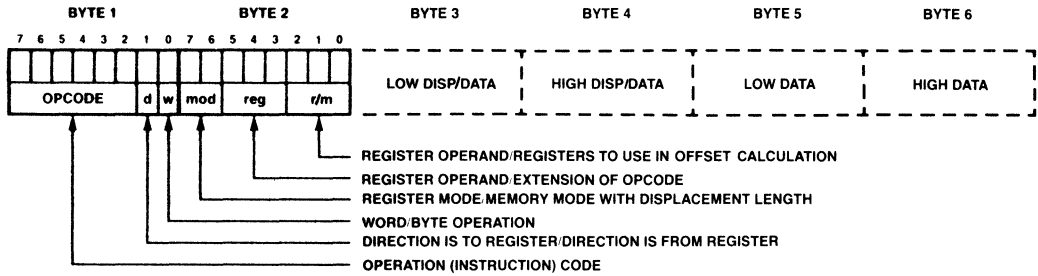 BYTE 1 BYTE 2 BYTE 3 BYTE 4 BYTE 5 BYTE 6
7 6 5 4 3 2 1 0 7 6 5 4 3 2 1 0
OPCODE d w mod reg r/m LOW DISP/DATA HIGH DISP/DATA LOW DATA HIGH DATA
REGISTER OPERAND/REGISTERS TO USE IN OFFSET CALCULATION
REGISTER OPERAND/EXTENSION OF OPCODE
REGISTER MODE/MEMORY MODE WITH DISPLACEMENT LENGTH
WORD/BYTE OPERATION
DIRECTION IS TO REGISTER/DIRECTION IS FROM REGISTER
OPERATION (INSTRUCTION) CODE